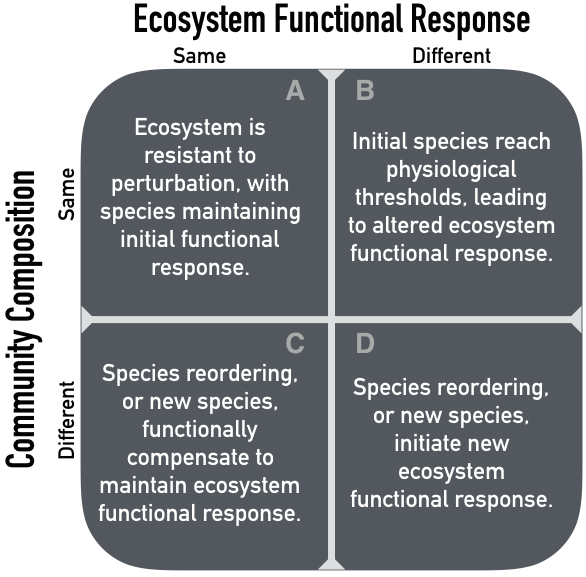 Ecosystem Functional Response
Same
Different
Community Composition
Same
Different
A
Ecosystem is
resistant to
perturbation, with
species maintaining
initial functional
response.
B
Initial species reach
physiological
thresholds, leading
to altered ecosystem
functional response.
C
Species reordering,
or new species,
functionally
compensate to
maintain ecosystem
functional response.
D
Species reordering,
or new species,
initiate new
ecosystem
functional response.